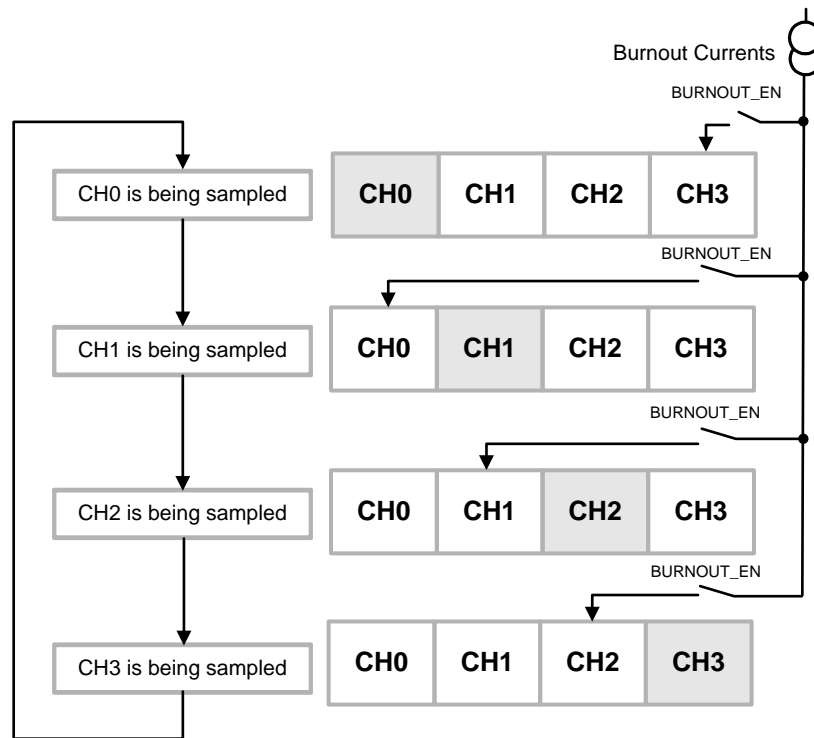 Burnout Currents
BURNOUT_EN
CH0 is being sampled
CH0 CH1 CH2 CH3
BURNOUT_EN
CH1 is being sampled
CH0 CH1 CH2 CH3
BURNOUT_EN
CH2 is being sampled
CH0 CH1 CH2 CH3
BURNOUT_EN
CH3 is being sampled
CH0 CH1 CH2 CH3